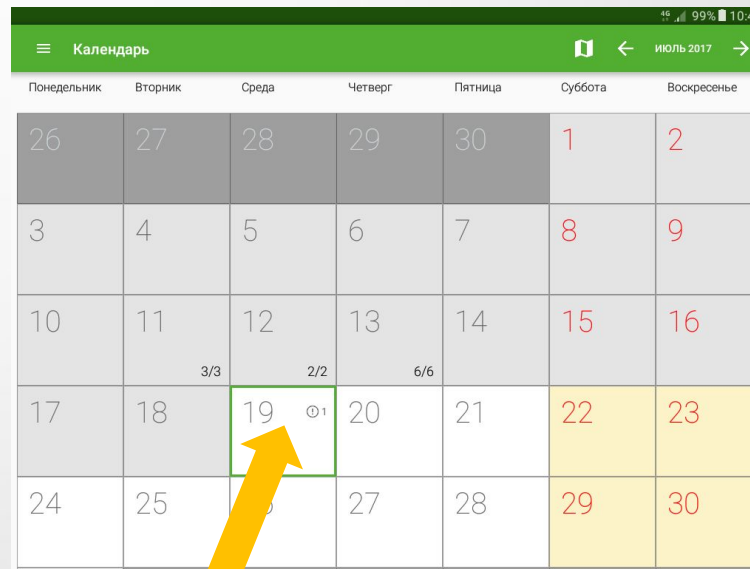 4G 99% 10:4
Календарь ИЮЛЬ 2017
Понедельник Вторник Среда Четверг Пятница Суббота Воскресенье
26 27 28 29 30 1 2
3 4 5 6 7 8 9
10 11 12 13 14 15 16
3/3 2/2 6/6
17 18 19 1 20 21 22 23
24 25 27 28 29 30